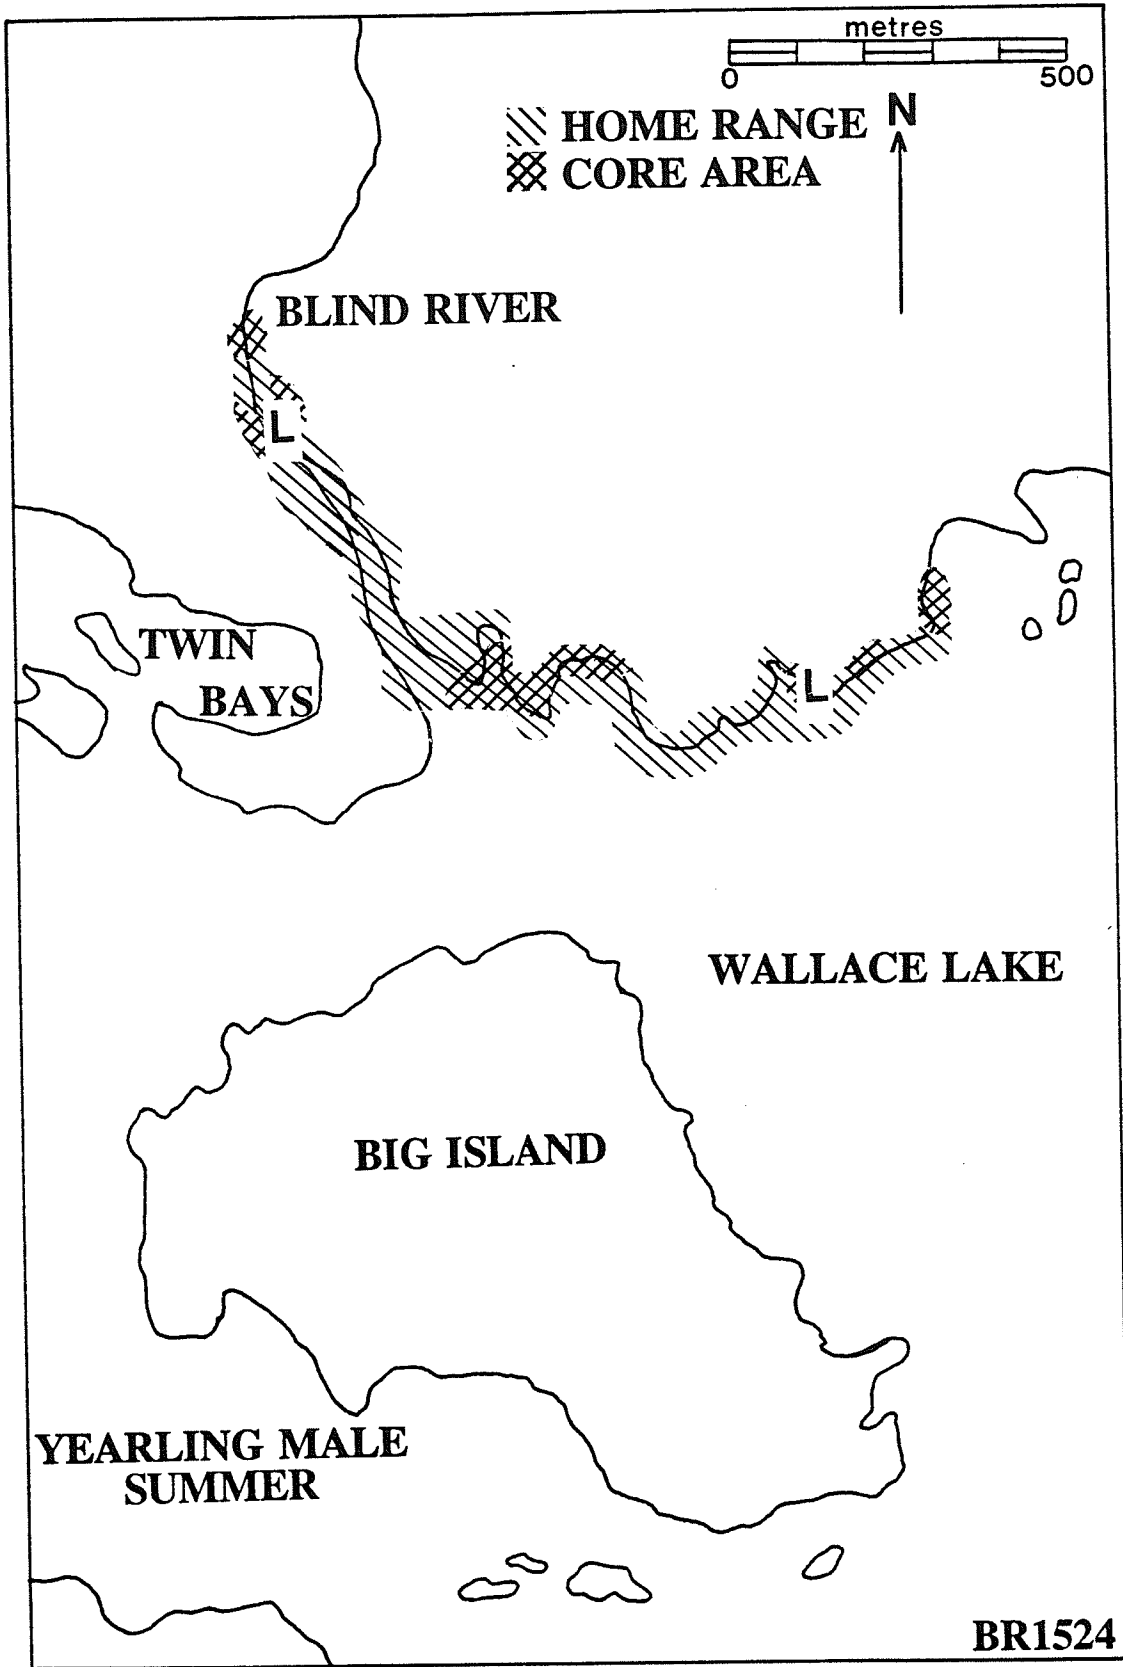 metres
0 500
N
HOME RANGE
CORE AREA
BLIND RIVER
L
TWIN
BAYS
L
WALLACE LAKE
BIG ISLAND
YEARLING MALE
SUMMER
BR1524